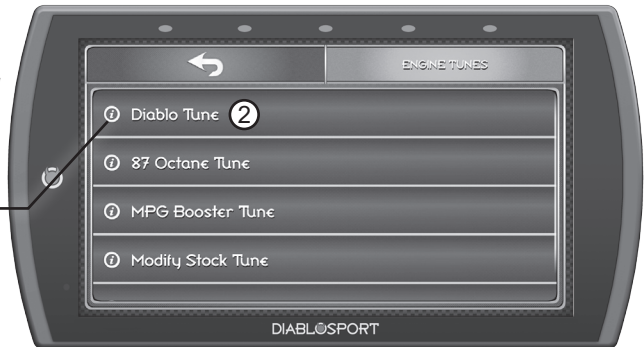 ENGINE TUNES
Diablo Tune 2
87 Octane Tune
MPG Booster Tune
Modify Stock Tune
DIABLOSPORT